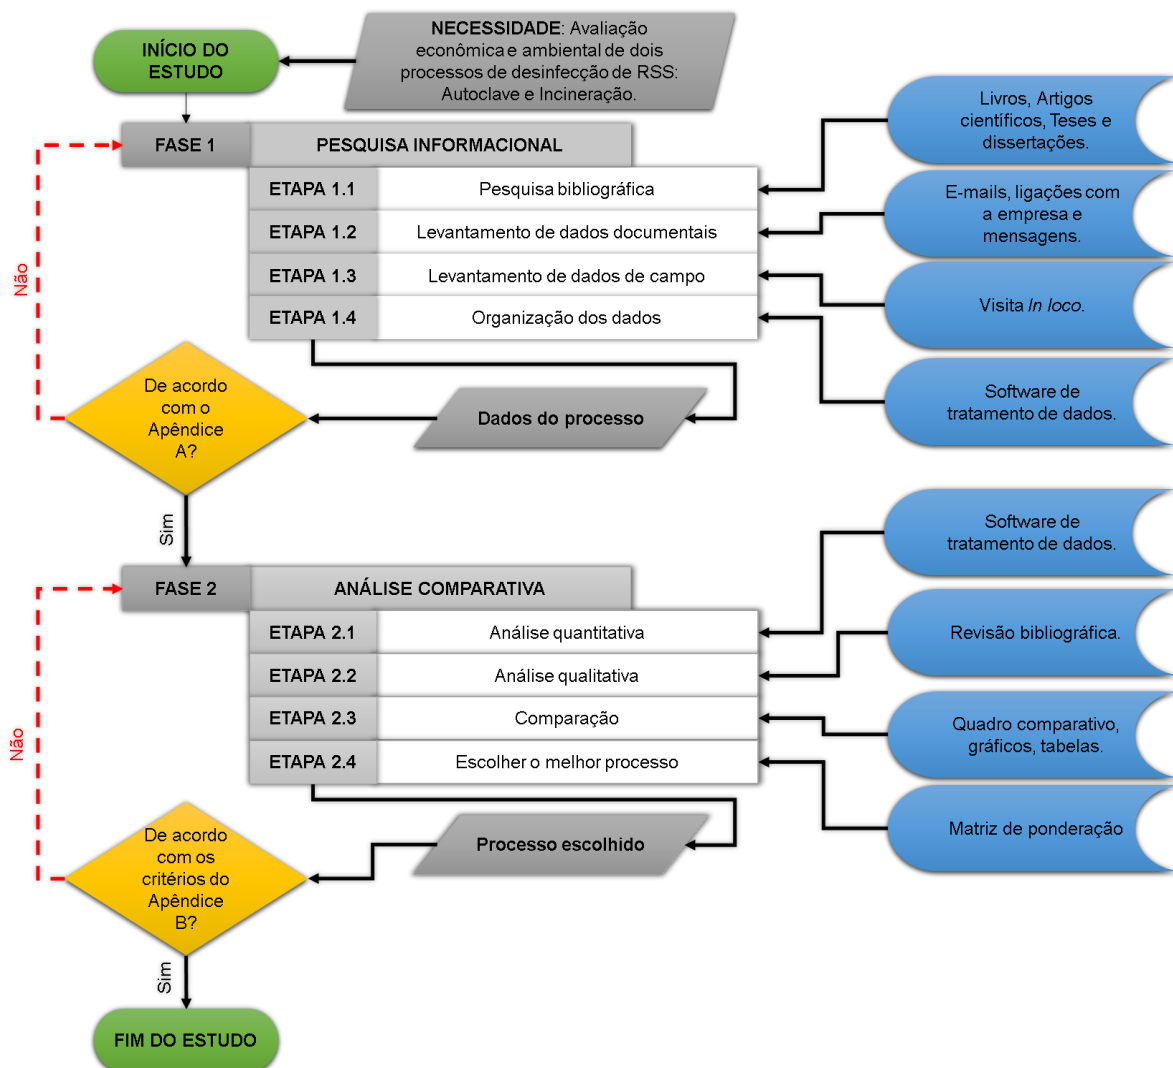 INÍCIO DO
ESTUDO
NECESSIDADE: Avaliação
econômica e ambiental de dois
processos de desinfecção de RSS:
Autoclave e Incineração.
FASE 1
PESQUISA INFORMACIONAL
ETAPA 1.1
Pesquisa bibliográfica
ETAPA 1.2
Levantamento de dados documentais
ETAPA 1.3
Levantamento de dados de campo
ETAPA 1.4
Organização dos dados
Livros, Artigos
científicos, Teses e
dissertações.
E-mails, ligações com
a empresa e
mensagens.
Visita In loco.
Software de
tratamento de dados.
Não
De acordo
com o
Apêndice
A?
Dados do processo
Sim
FASE 2
ANÁLISE COMPARATIVA
ETAPA 2.1
Análise quantitativa
ETAPA 2.2
Análise qualitativa
ETAPA 2.3
Comparação
ETAPA 2.4
Escolher o melhor processo
Software de
tratamento de dados.
Revisão bibliográfica.
Quadro comparativo,
gráficos, tabelas.
Matriz de ponderação
Não
De acordo
com os
critérios do
Apêndice
B?
Processo escolhido
Sim
FIM DO ESTUDO